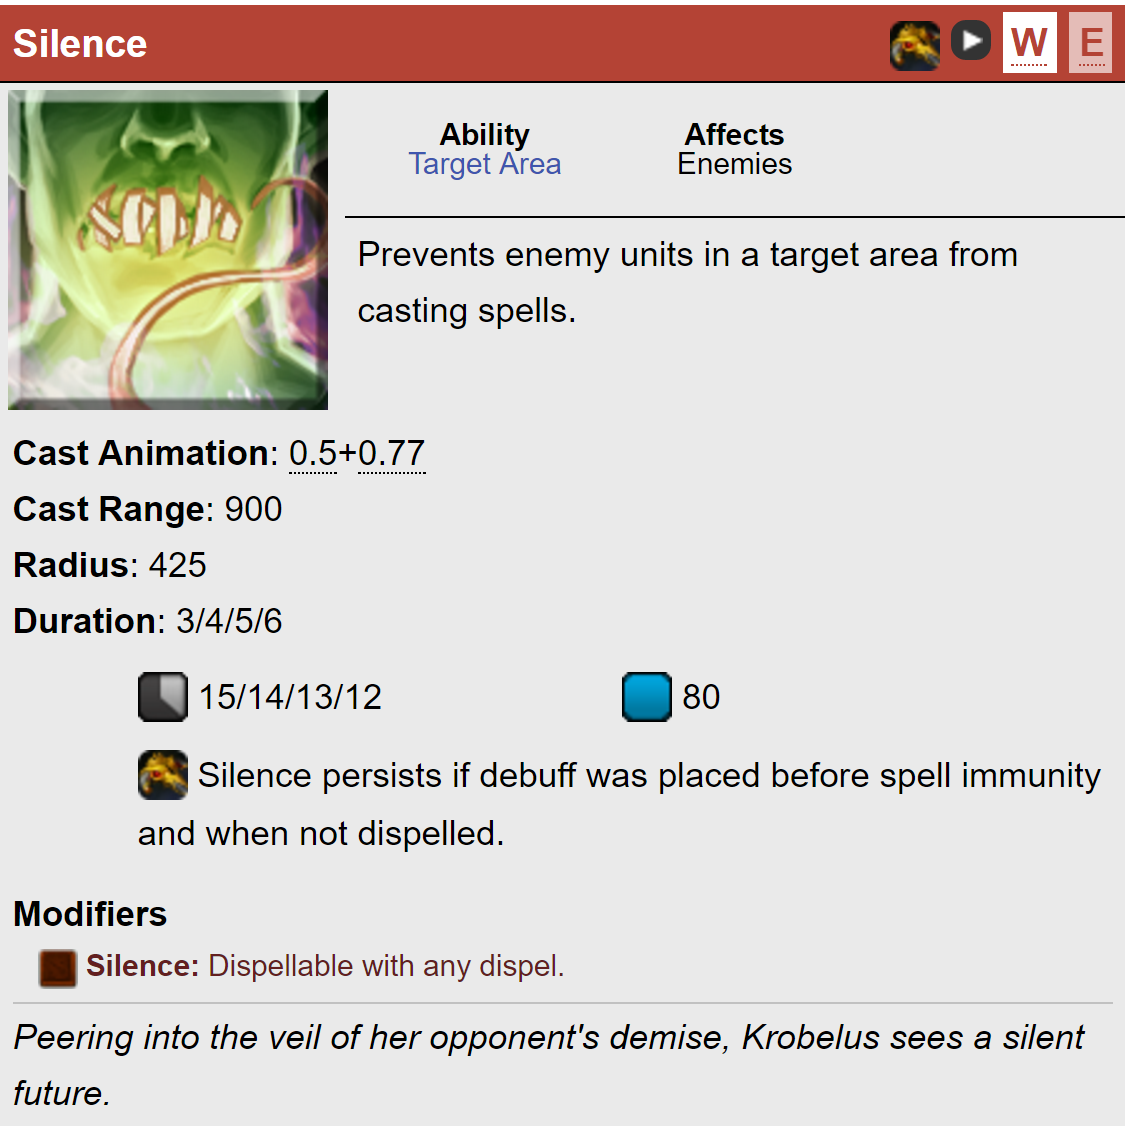 Silence
W E
Ability Affects
Target Area Enemies
Prevents enemy units in a target area from
casting spells.
Cast Animation: 0.5+0.77
Cast Range: 900
Radius: 425
Duration: 3/4/5/6
15/14/13/12 80
Silence persists if debuff was placed before spell immunity
and when not dispelled.
Modifiers
Silence: Dispellable with any dispel.
Peering into the veil of her opponent's demise, Krobelus sees a silent
future.